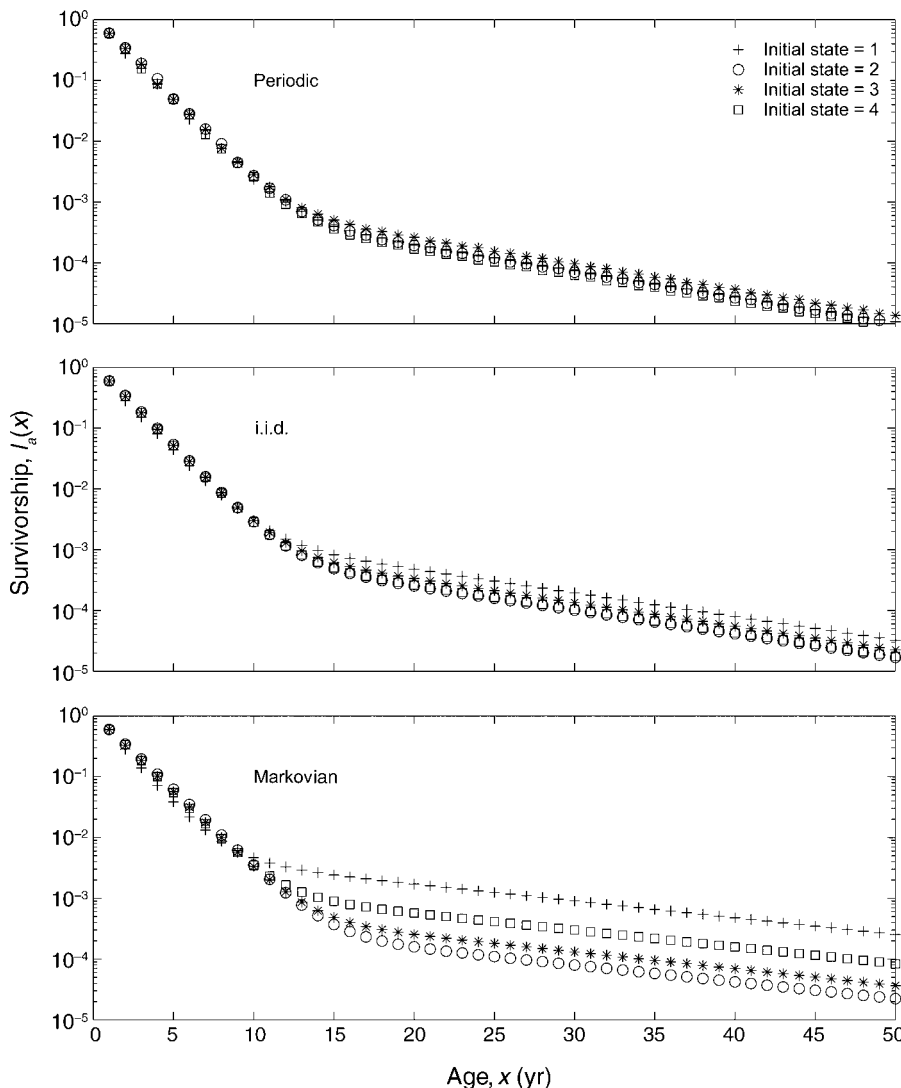 10^0
10^-1
10^-2
10^-3
10^-4
10^-5
Periodic
+ Initial state = 1
○ Initial state = 2
* Initial state = 3
□ Initial state = 4
10^0
10^-1
10^-2
10^-3
10^-4
10^-5
i.i.d.
Survivorship, l_a(x)
10^0
10^-1
10^-2
10^-3
10^-4
10^-5
Markovian
0 5 10 15 20 25 30 35 40 45 50
Age, x (yr)